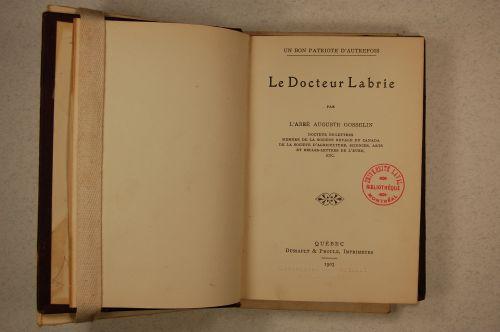 UN BON PATRIOTE D'AUTREFOIS
Le Docteur Labrie
PAR
L'ABBÉ AUGUSTE GOSSELIN
DOCTEUR ÈS-LETTRES
MEMBRE DE LA SOCIÉTÉ ROYALE DU CANADA
DE LA SOCIÉTÉ D'AGRICULTURE, SCIENCES, ARTS
ET BELLES-LETTRES DE L'EURE,
ETC.
UNIVERSITÉ LAVAL
BIBLIOTHÈQUE
MONTRÉAL
QUÉBEC
DUSSAULT & PROULX, IMPRIMEURS
1907